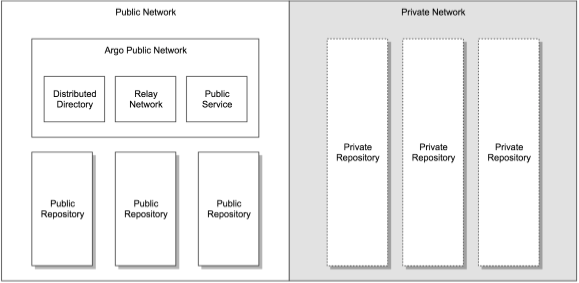 Public Network
Private Network
Argo Public Network
Distributed
Directory
Relay
Network
Public
Service
Public
Repository
Public
Repository
Public
Repository
Private
Repository
Private
Repository
Private
Repository